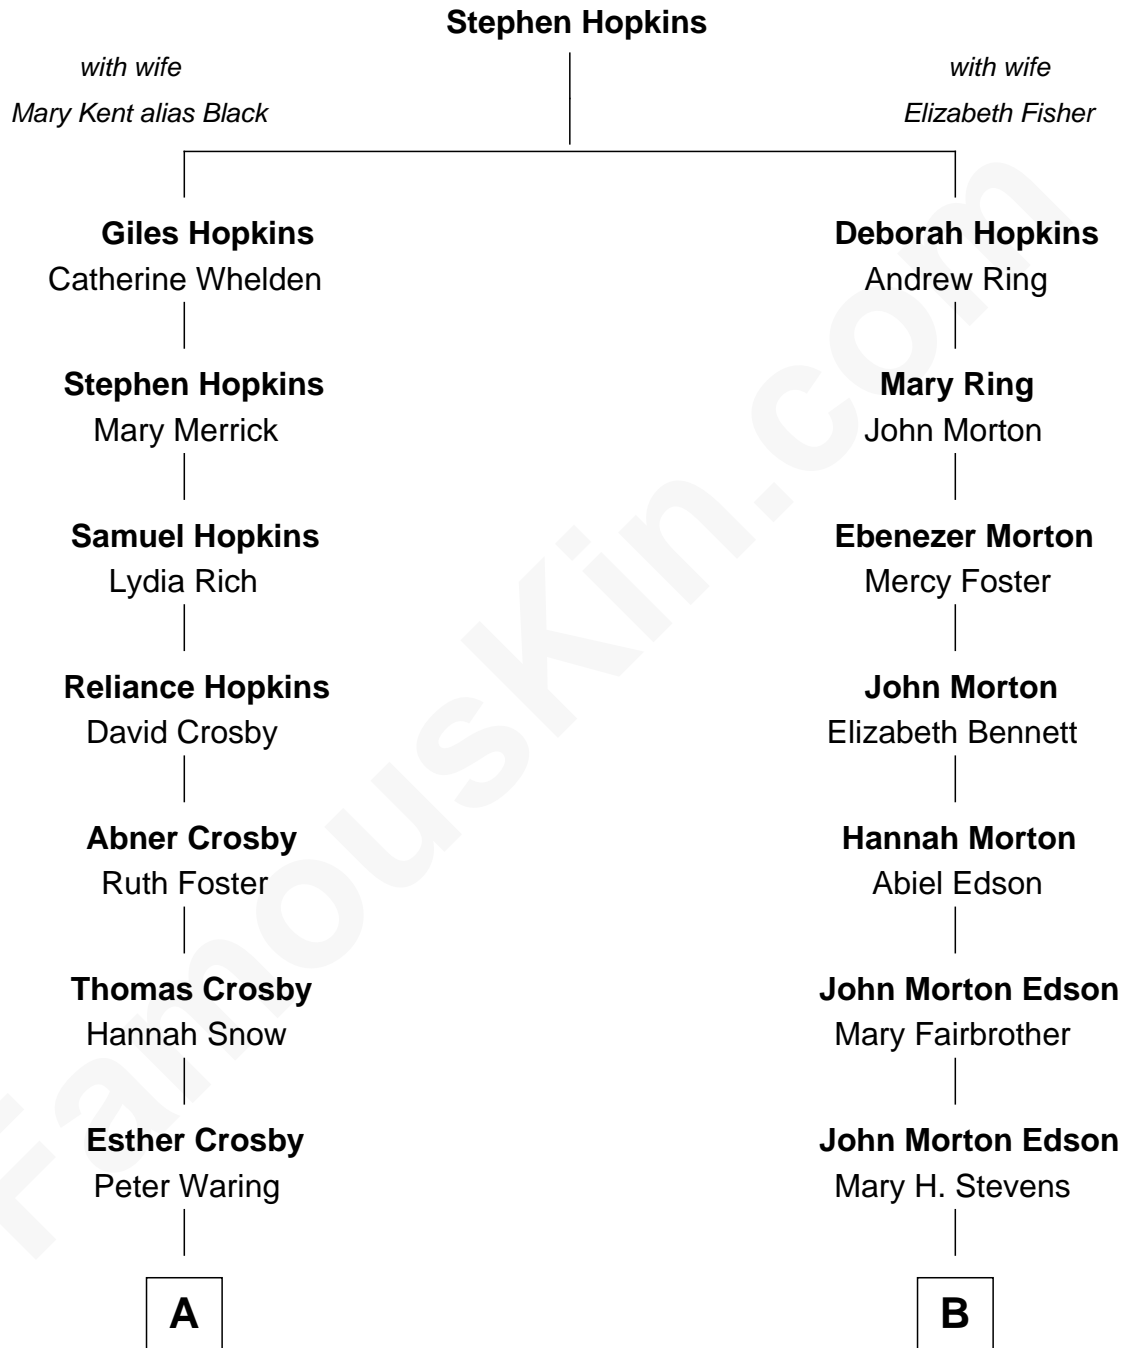 Stephen Hopkins
with wife
Mary Kent alias Black
with wife
Elizabeth Fisher
Giles Hopkins
Catherine Whelden
Deborah Hopkins
Andrew Ring
Stephen Hopkins
Mary Merrick
Mary Ring
John Morton
Samuel Hopkins
Lydia Rich
Ebenezer Morton
Mercy Foster
Reliance Hopkins
David Crosby
John Morton
Elizabeth Bennett
Abner Crosby
Ruth Foster
Hannah Morton
Abiel Edson
Thomas Crosby
Hannah Snow
John Morton Edson
Mary Fairbrother
Esther Crosby
Peter Waring
John Morton Edson
Mary H. Stevens
A
B
FamousKin.com